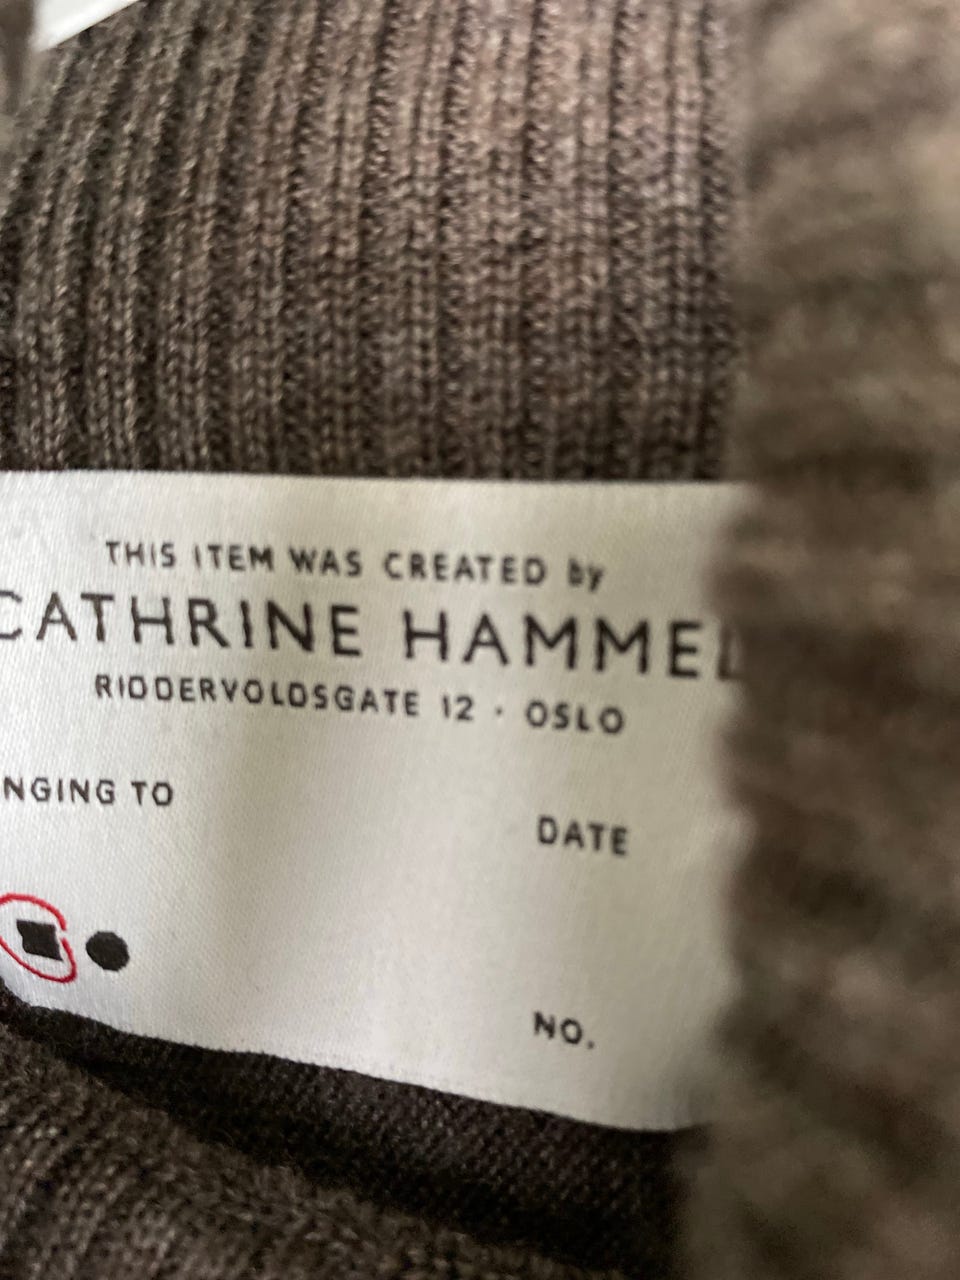 THIS ITEM WAS CREATED by
CATHRINE HAMMEL
RIDDERVOLDSGATE 12 · OSLO
NGING TO
DATE
NO.